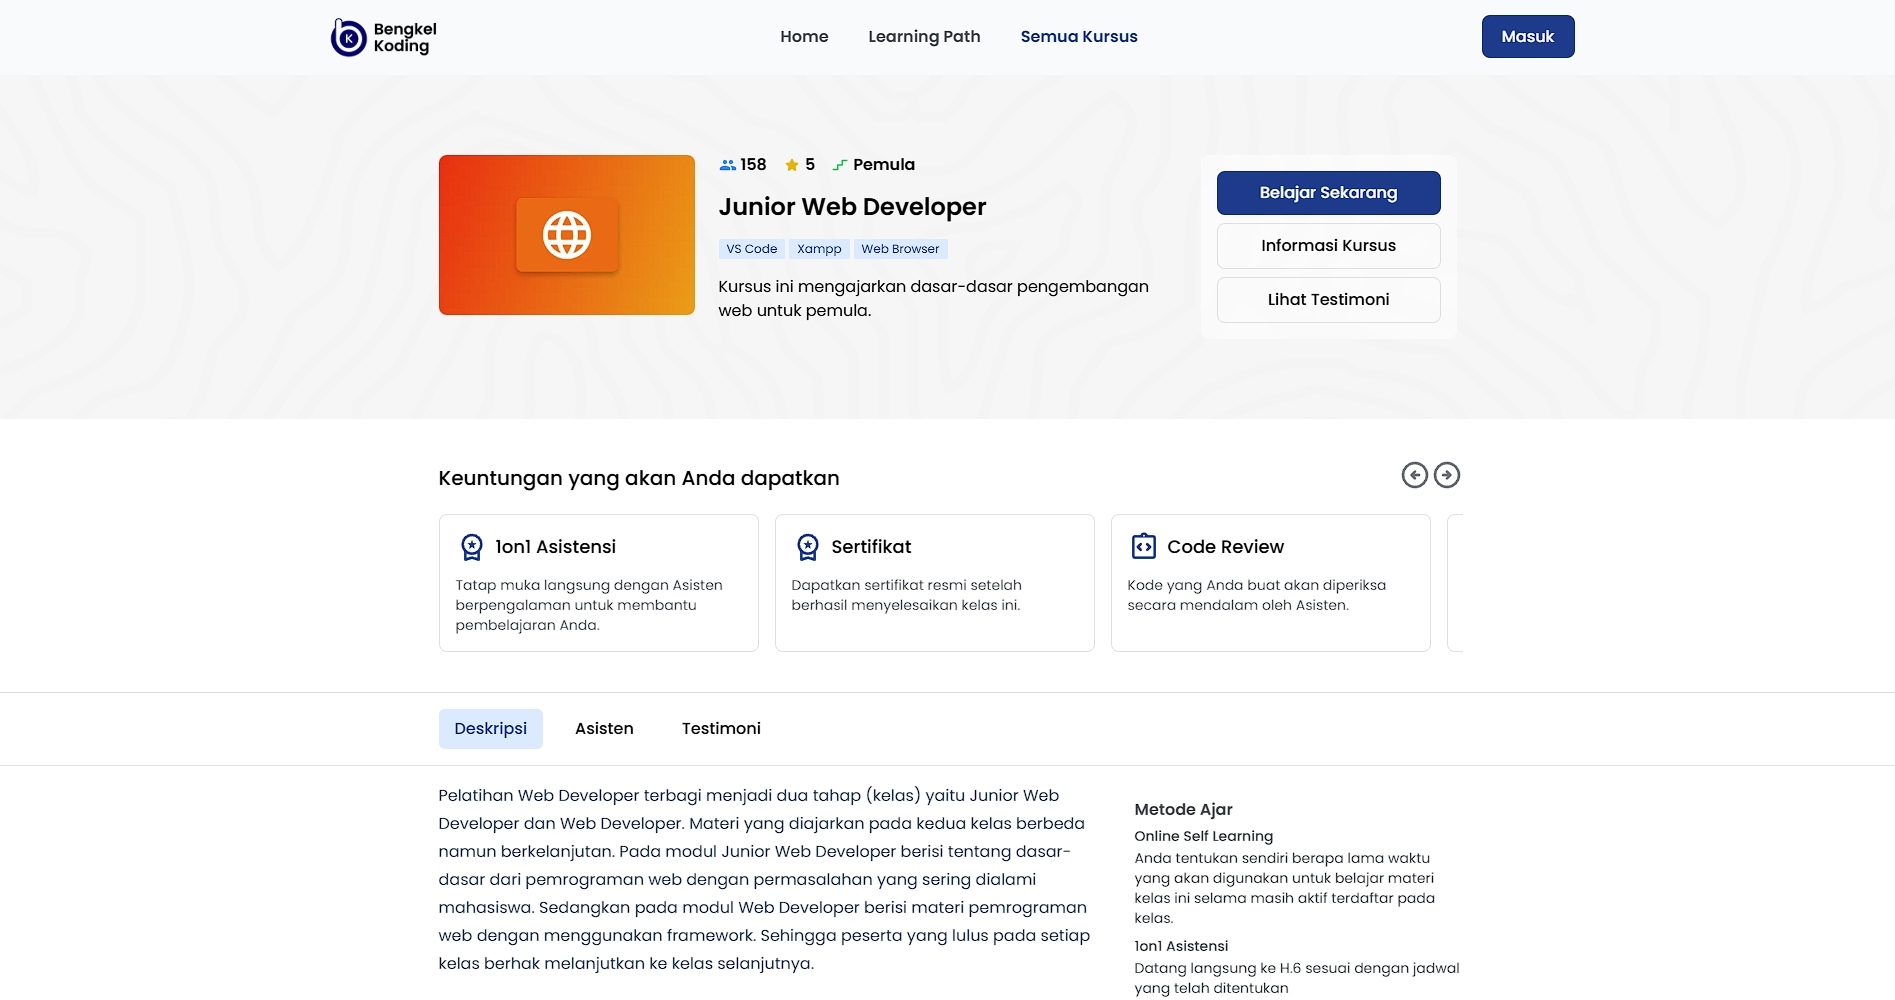 Bengkel
Koding
Home
Learning Path
Semua Kursus
Masuk
158
5
Pemula
Junior Web Developer
VS Code
Xampp
Web Browser
Kursus ini mengajarkan dasar-dasar pengembangan
web untuk pemula.
Belajar Sekarang
Informasi Kursus
Lihat Testimoni
Keuntungan yang akan Anda dapatkan
1on1 Asistensi
Tatap muka langsung dengan Asisten
berpengalaman untuk membantu
pembelajaran Anda.
Sertifikat
Dapatkan sertifikat resmi setelah
berhasil menyelesaikan kelas ini.
Code Review
Kode yang Anda buat akan diperiksa
secara mendalam oleh Asisten.
Deskripsi
Asisten
Testimoni
Pelatihan Web Developer terbagi menjadi dua tahap (kelas) yaitu Junior Web
Developer dan Web Developer. Materi yang diajarkan pada kedua kelas berbeda
namun berkelanjutan. Pada modul Junior Web Developer berisi tentang dasar-
dasar dari pemrograman web dengan permasalahan yang sering dialami
mahasiswa. Sedangkan pada modul Web Developer berisi materi pemrograman
web dengan menggunakan framework. Sehingga peserta yang lulus pada setiap
kelas berhak melanjutkan ke kelas selanjutnya.
Metode Ajar
Online Self Learning
Anda tentukan sendiri berapa lama waktu
yang akan digunakan untuk belajar materi
kelas ini selama masih aktif terdaftar pada
kelas.
1on1 Asistensi
Datang langsung ke H.6 sesuai dengan jadwal
yang telah ditentukan